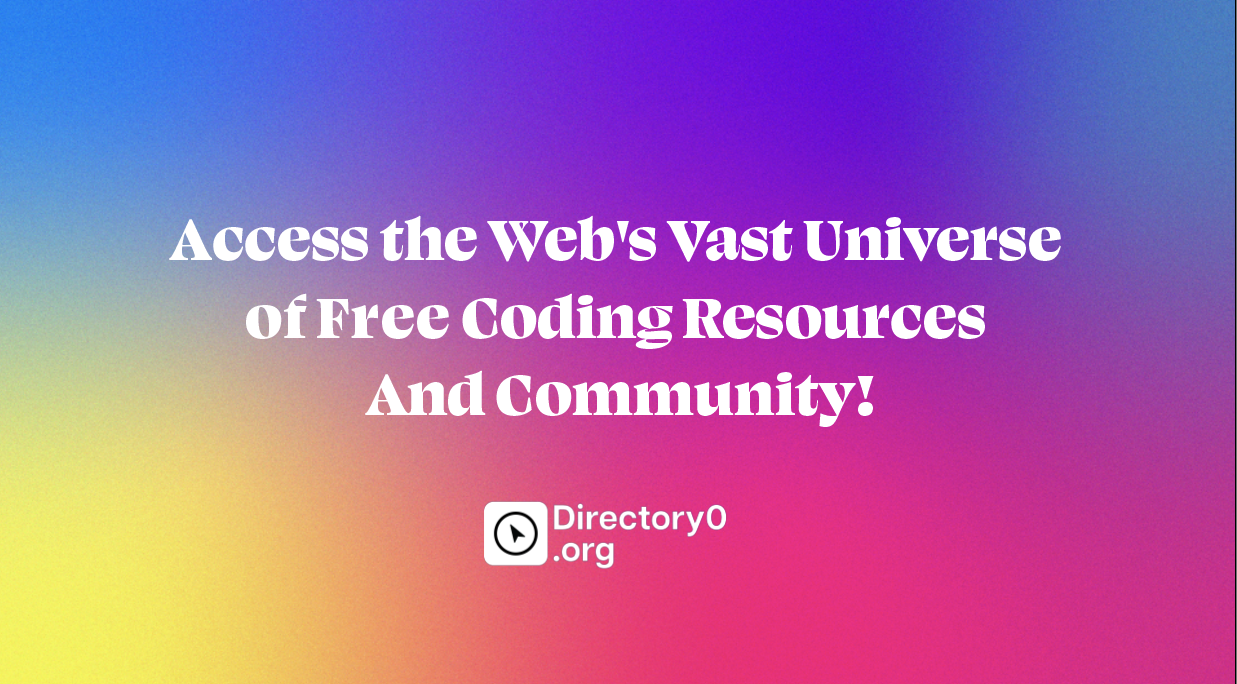 Access the Web's Vast Universe
of Free Coding Resources
And Community!
Directory0
.org